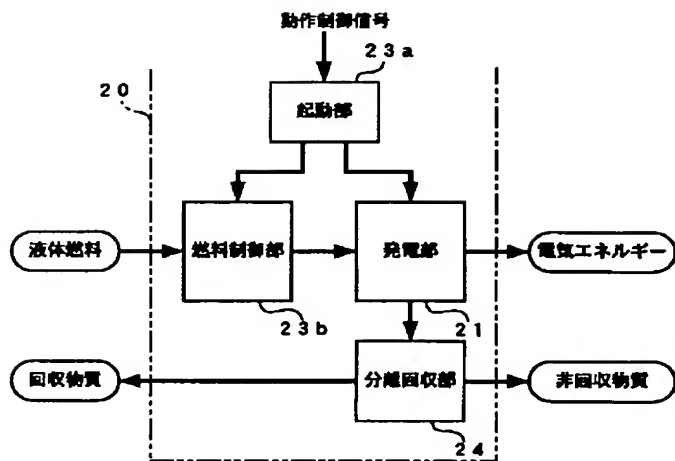 動作制御信号
23a
20
起動部
液体燃料
燃料制御部
発電部
電気エネルギー
23b
21
回収物質
分離回収部
非回収物質
24